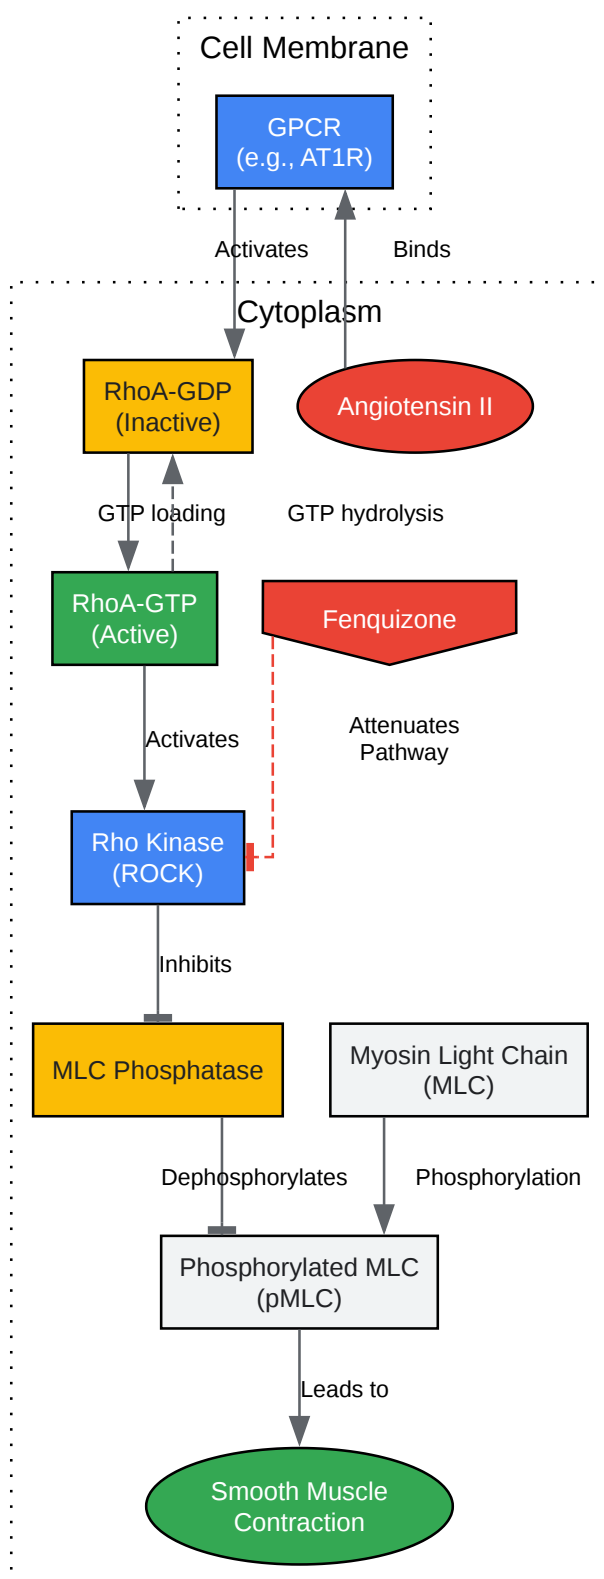 Cell Membrane
GPCR
(e.g., AT1R)
Activates
Binds
Cytoplasm
RhoA-GDP
(Inactive)
Angiotensin II
GTP loading
GTP hydrolysis
RhoA-GTP
(Active)
Fenquizone
Activates
Attenuates
Pathway
Rho Kinase
(ROCK)
Inhibits
MLC Phosphatase
Myosin Light Chain
(MLC)
Dephosphorylates
Phosphorylation
Phosphorylated MLC
(pMLC)
Leads to
Smooth Muscle
Contraction